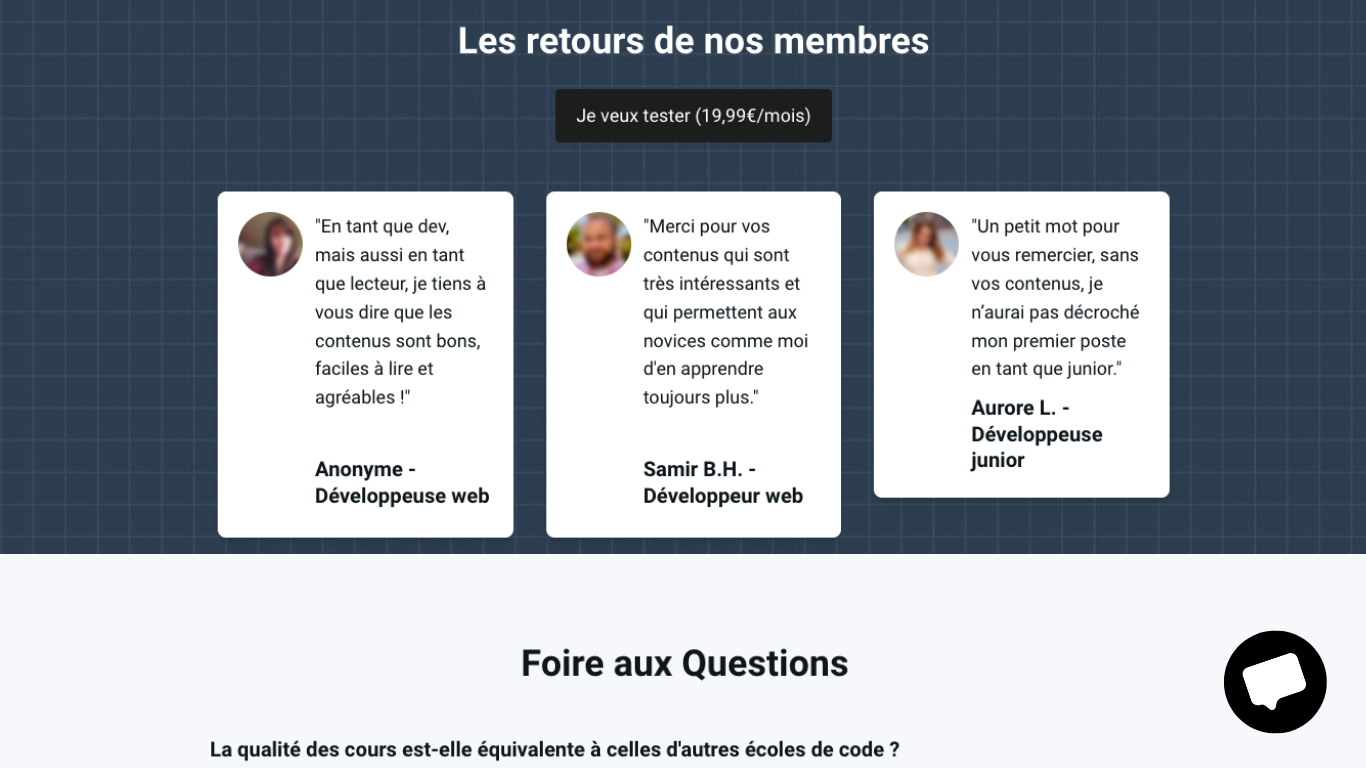 Les retours de nos membres
Je veux tester (19,99€/mois)
"En tant que dev,
mais aussi en tant
que lecteur, je tiens à
vous dire que les
contenus sont bons,
faciles à lire et
agréables !"
Anonyme -
Développeuse web
"Merci pour vos
contenus qui sont
très intéressants et
qui permettent aux
novices comme moi
d'en apprendre
toujours plus."
Samir B.H. -
Développeur web
"Un petit mot pour
vous remercier, sans
vos contenus, je
n’aurai pas décroché
mon premier poste
en tant que junior."
Aurore L. -
Développeuse
junior
Foire aux Questions
La qualité des cours est-elle équivalente à celles d'autres écoles de code ?